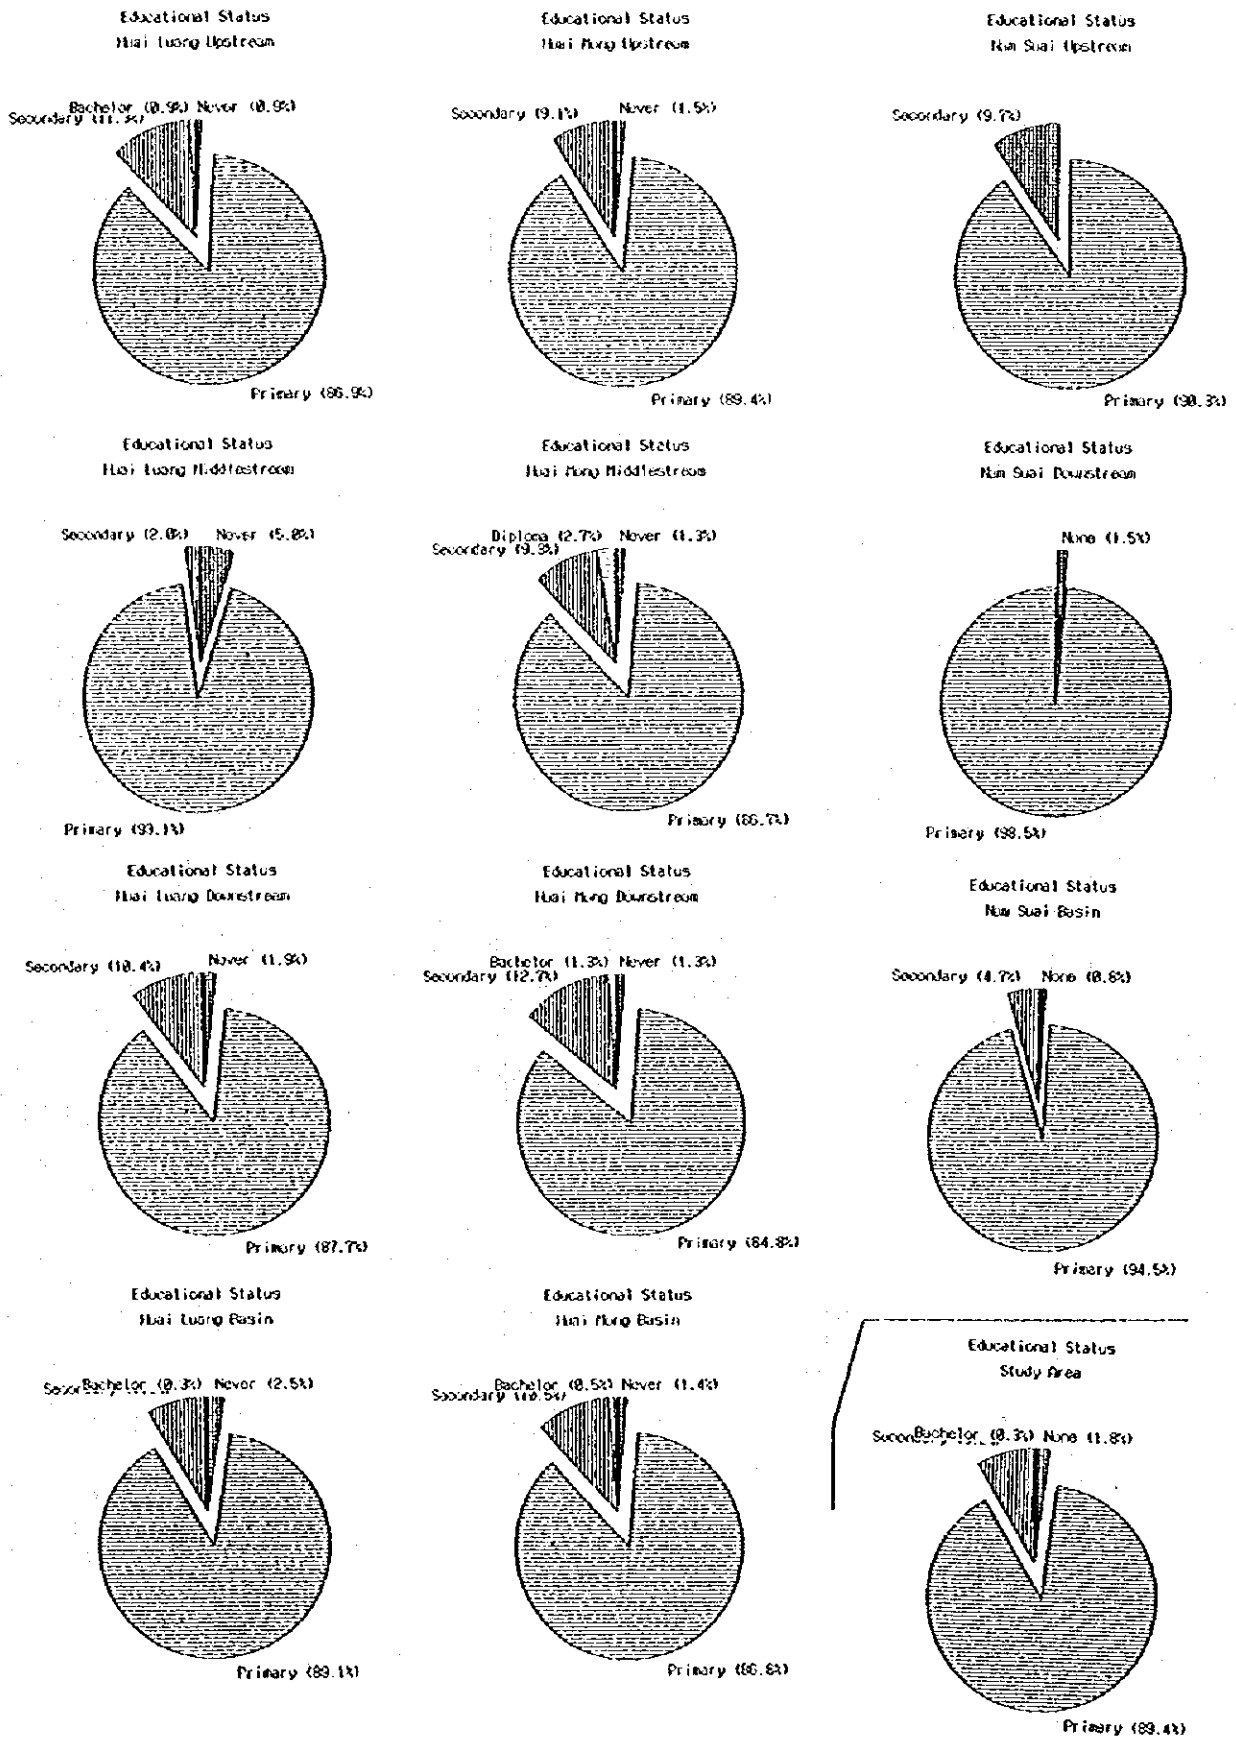 Educational Status
Huai Luang Upstream
Bachelor (0.9%) Never (0.9%)
Secondary (11.3%)
Primary (86.9%)
Educational Status
Huai Mong Upstream
Secondary (9.1%) Never (1.5%)
Primary (89.4%)
Educational Status
Nam Suai Upstream
Secondary (9.7%)
Primary (90.3%)
Educational Status
Huai Luang Middlestream
Secondary (2.0%) Never (5.0%)
Primary (93.1%)
Educational Status
Huai Mong Middlestream
Diploma (2.7%) Never (1.3%)
Secondary (9.3%)
Primary (86.7%)
Educational Status
Nam Suai Downstream
None (1.5%)
Primary (98.5%)
Educational Status
Huai Luang Downstream
Secondary (10.4%) Never (1.9%)
Primary (87.7%)
Educational Status
Huai Mong Downstream
Bachelor (1.3%) Never (1.3%)
Secondary (12.7%)
Primary (84.8%)
Educational Status
Nam Suai Basin
Secondary (4.7%) None (0.8%)
Primary (94.5%)
Educational Status
Huai Luang Basin
Bachelor (0.3%) Never (2.5%)
Primary (89.1%)
Educational Status
Huai Mong Basin
Bachelor (0.5%) Never (1.4%)
Secondary (10.5%)
Primary (86.8%)
Educational Status
Study Area
Bachelor (0.3%) None (1.8%)
Primary (89.4%)